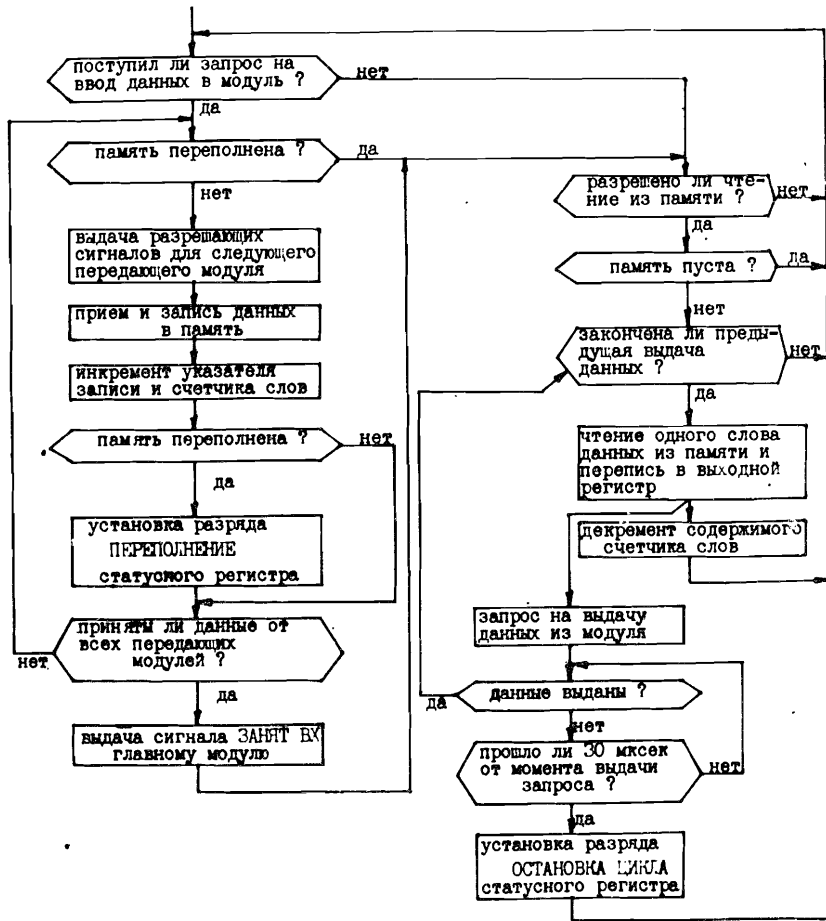 поступил ли запрос на
ввод данных в модуль ?
нет
да
память переполнена ?
да
нет
выдача разрешающих
сигналов для следующего
передающего модуля
прием и запись данных
в память
инкремент указателя
записи и счетчика слов
память переполнена ?
нет
да
установка разряда
ПЕРЕПОЛНЕНИЕ
статусного регистра
приняты ли данные от
всех передающих
модулей ?
нет
да
выдача сигнала ЗАНЯТ ВХ
главному модулю
разрешено ли чте-
ние из памяти ?
нет
да
память пуста ?
да
нет
закончена ли преды-
дущая выдача
данных ?
нет
да
чтение одного слова
данных из памяти и
перепись в выходной
регистр
декремент содержимого
счетчика слов
запрос на выдачу
данных из модуля
данные выданы ?
да
нет
прошло ли 30 мксек
от момента выдачи
запроса ?
нет
да
установка разряда
ОСТАНОВКА ЦИКЛА
статусного регистра